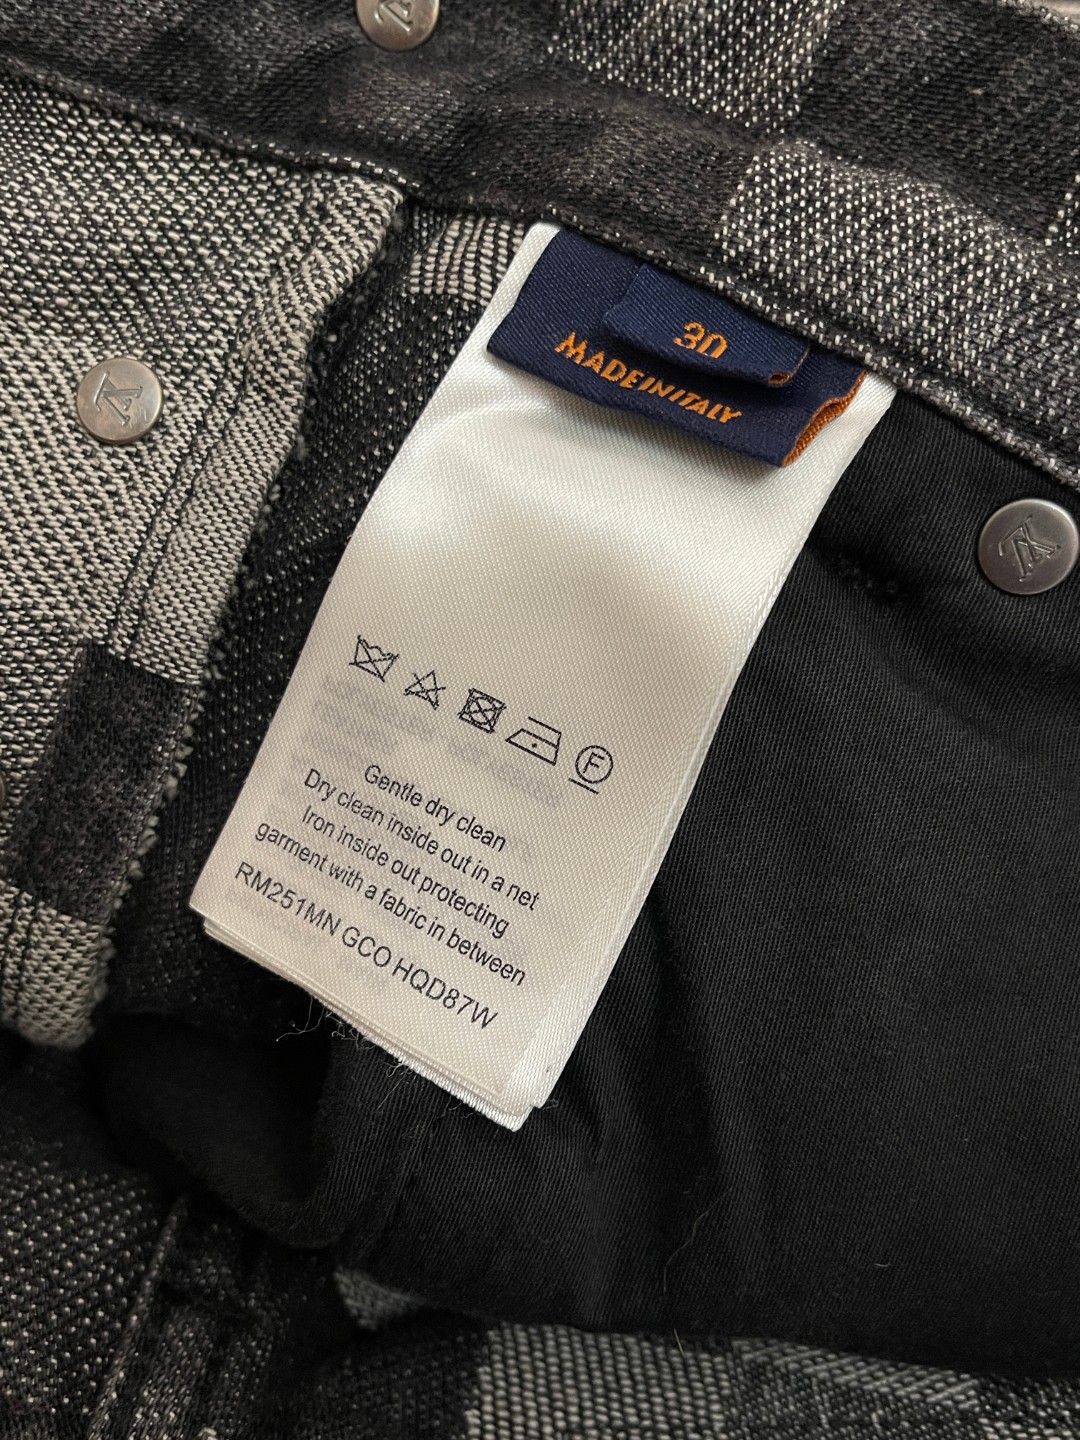 30
MADE IN ITALY
F
Gentle dry clean
Dry clean inside out in a net
Iron inside out protecting
garment with a fabric in between
RM251MN GCO HQD87W